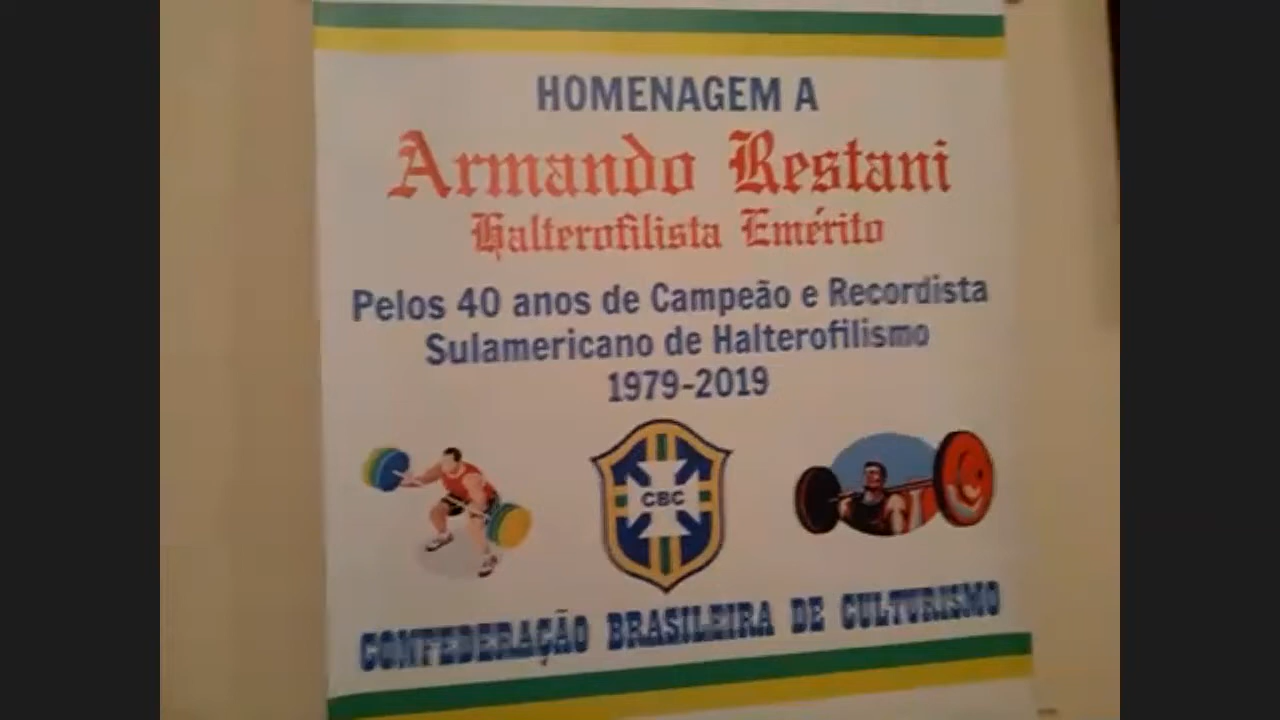 HOMENAGEM A
Armando Restani
Halterofilista Emérito
Pelos 40 anos de Campeão e Recordista
Sulamericano de Halterofilismo
1979-2019
CBC
CONFEDERAÇÃO BRASILEIRA DE CULTURISMO